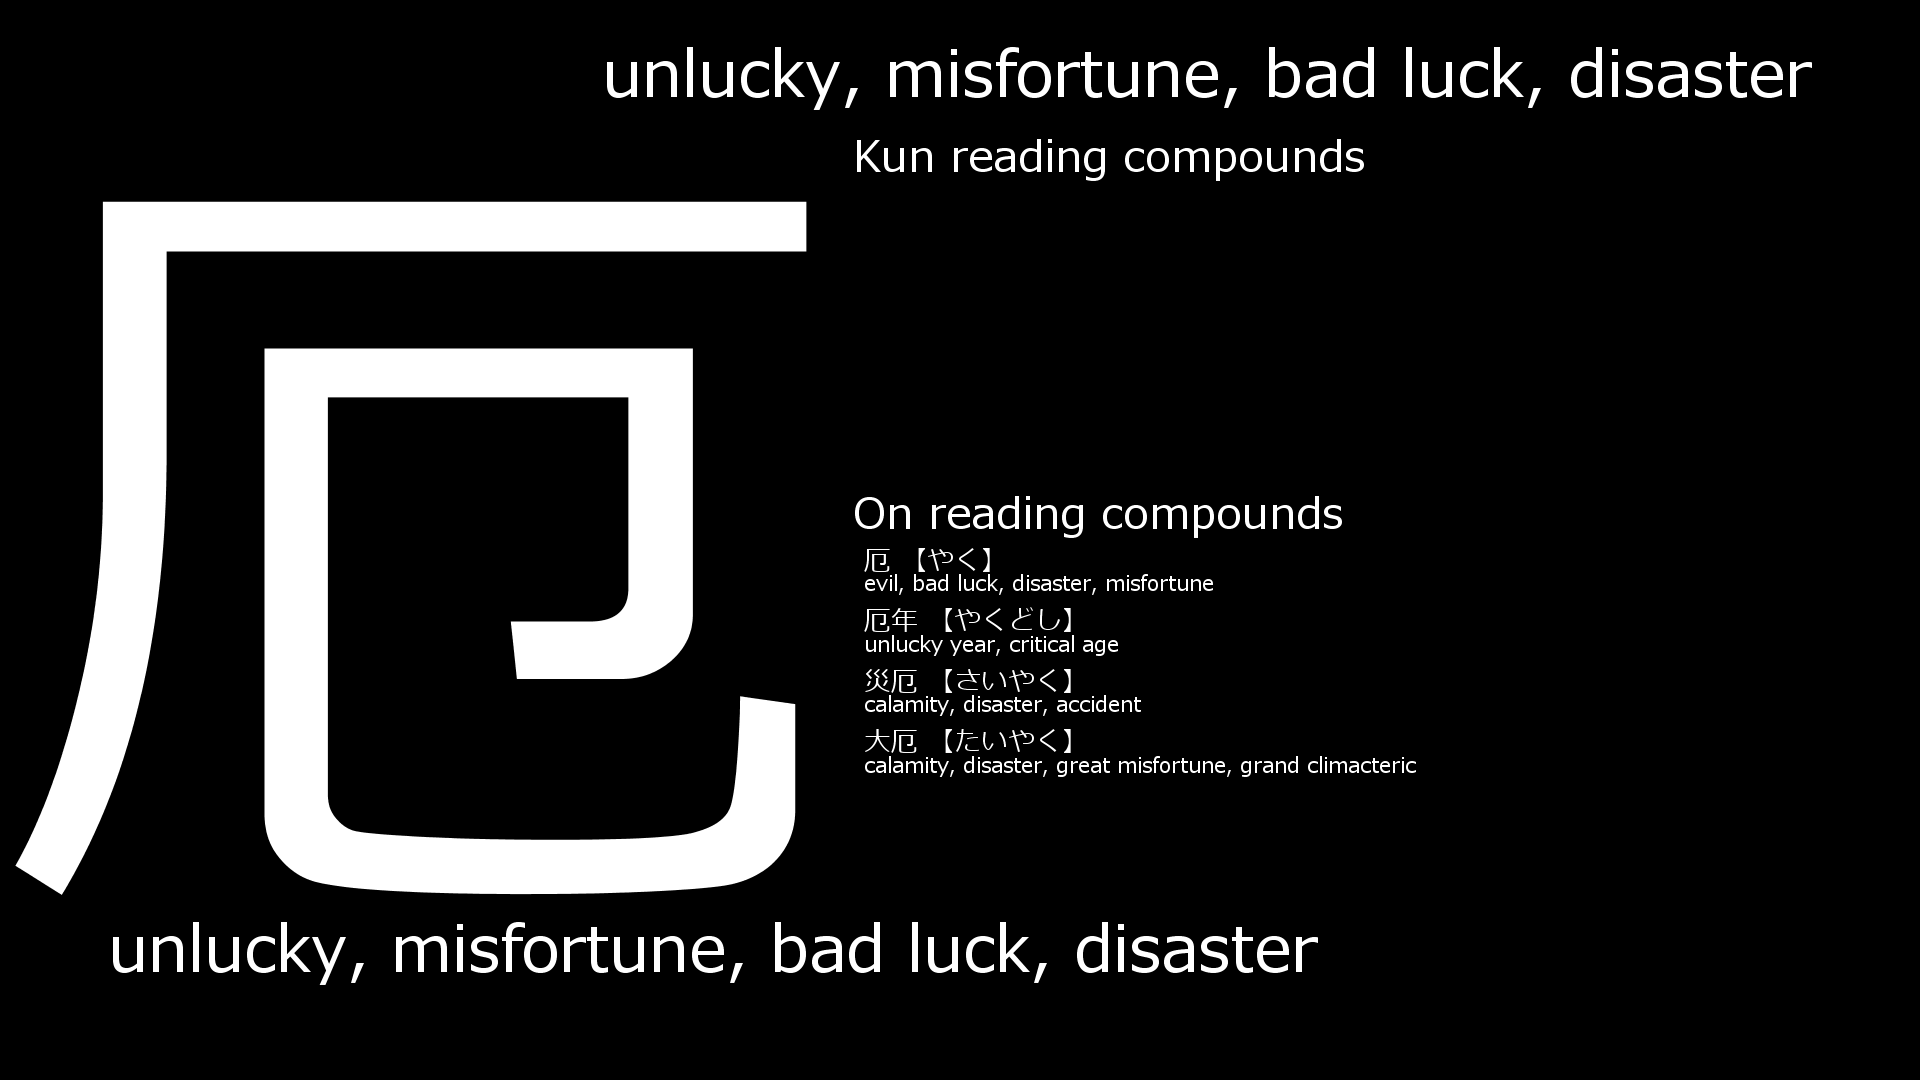 unlucky, misfortune, bad luck, disaster
Kun reading compounds
厄
On reading compounds
厄 【やく】
evil, bad luck, disaster, misfortune
厄年 【やくどし】
unlucky year, critical age
災厄 【さいやく】
calamity, disaster, accident
大厄 【たいやく】
calamity, disaster, great misfortune, grand climacteric
unlucky, misfortune, bad luck, disaster